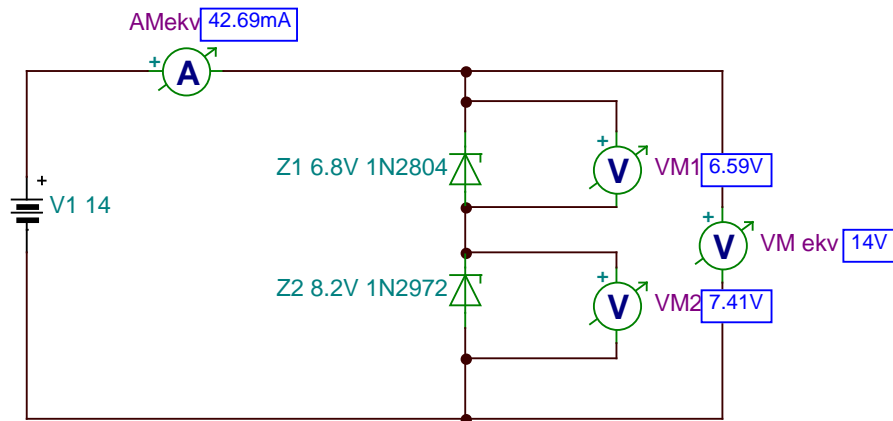 AMekv 42.69mA
+
A
Z1 6.8V 1N2804
+
V
VM1 6.59V
+
V1 14
+
V
VM ekv 14V
Z2 8.2V 1N2972
+
V
VM2 7.41V